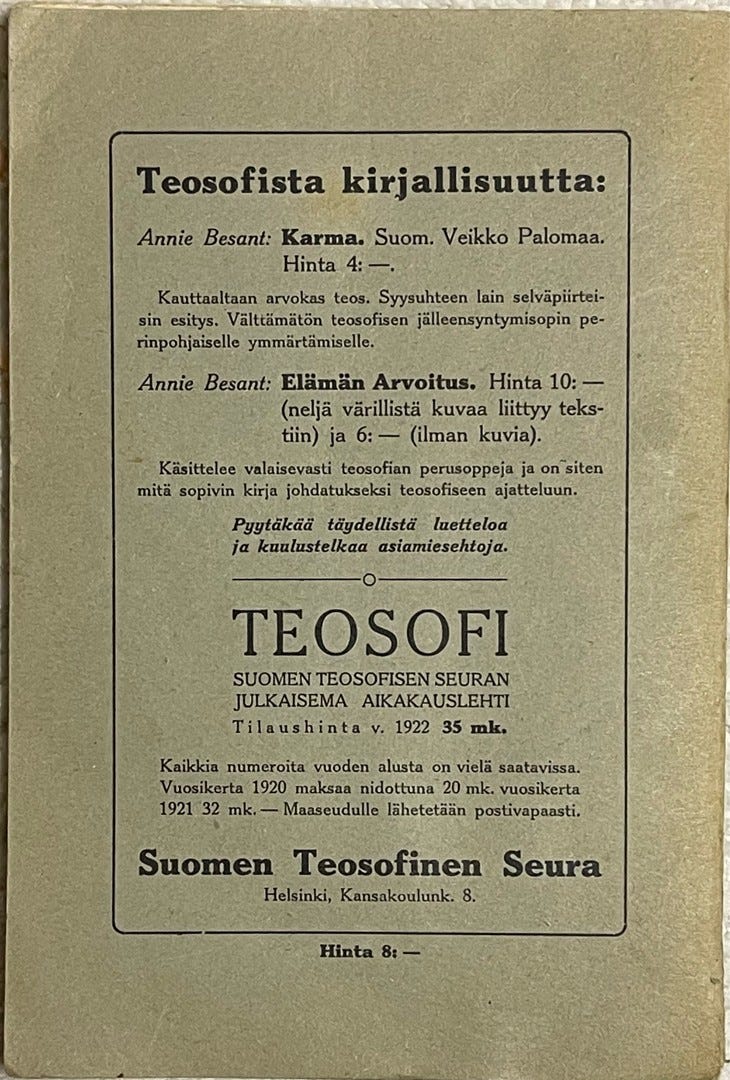 Teosofista kirjallisuutta:
Annie Besant: Karma. Suom. Veikko Palomaa.
Hinta 4: —.
Kauttaaltaan arvokas teos. Syysuhteen lain selväpiirtei-
sin esitys. Välttämätön teosofisen jälleensyntymisopin pe-
rinpohjaiselle ymmärtämiselle.
Annie Besant: Elämän Arvoitus. Hinta 10: —
(neljä värillistä kuvaa liittyy teks-
tiin) ja 6: — (ilman kuvia).
Käsittelee valaisevasti teosofian perusoppeja ja on siten
mitä sopivin kirja johdatukseksi teosofiseen ajatteluun.
Pyytäkää täydellistä luetteloa
ja kuulustelkaa asiamiesehtoja.
TEOSOFI
SUOMEN TEOSOFISEN SEURAN
JULKAISEMA AIKAKAUSLEHTI
Tilaushinta v. 1922 35 mk.
Kaikkia numeroita vuoden alusta on vielä saatavissa.
Vuosikerta 1920 maksaa nidottuna 20 mk. vuosikerta
1921 32 mk. — Maaseudulle lähetetään postivapaasti.
Suomen Teosofinen Seura
Helsinki, Kansakoulunk. 8.
Hinta 8: —